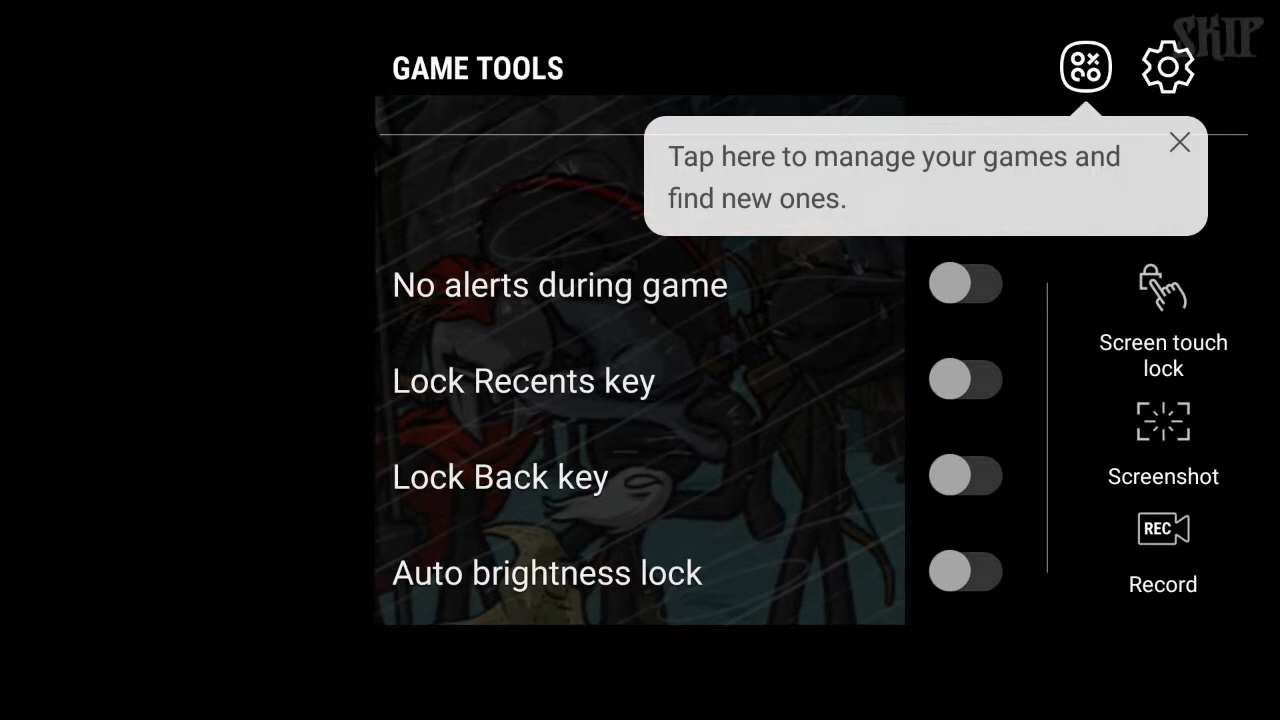 SKIP
GAME TOOLS
Tap here to manage your games and
find new ones.
No alerts during game
Lock Recents key
Lock Back key
Auto brightness lock
Screen touch
lock
Screenshot
REC
Record